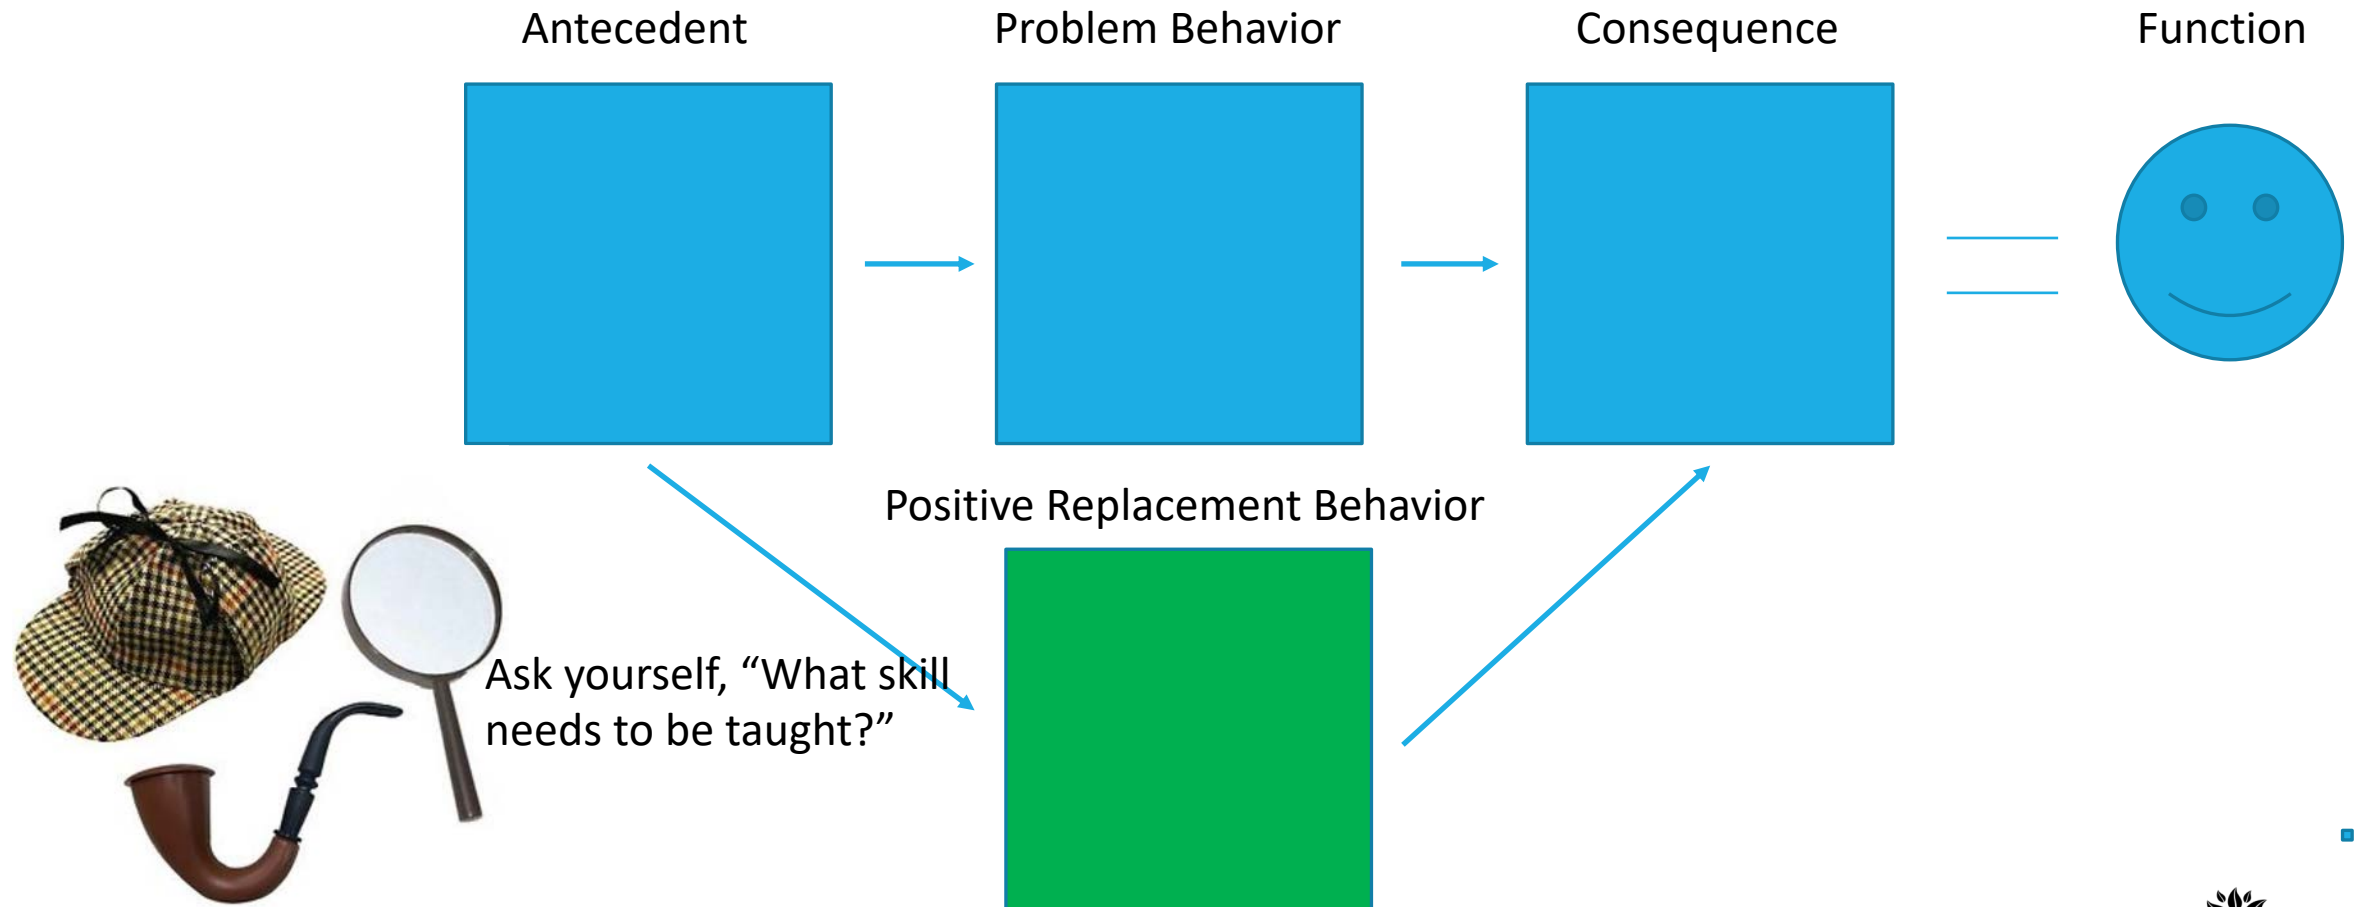 Antecedent
Problem Behavior
Consequence
Function
Positive Replacement Behavior
Ask yourself, “What skill
needs to be taught?”